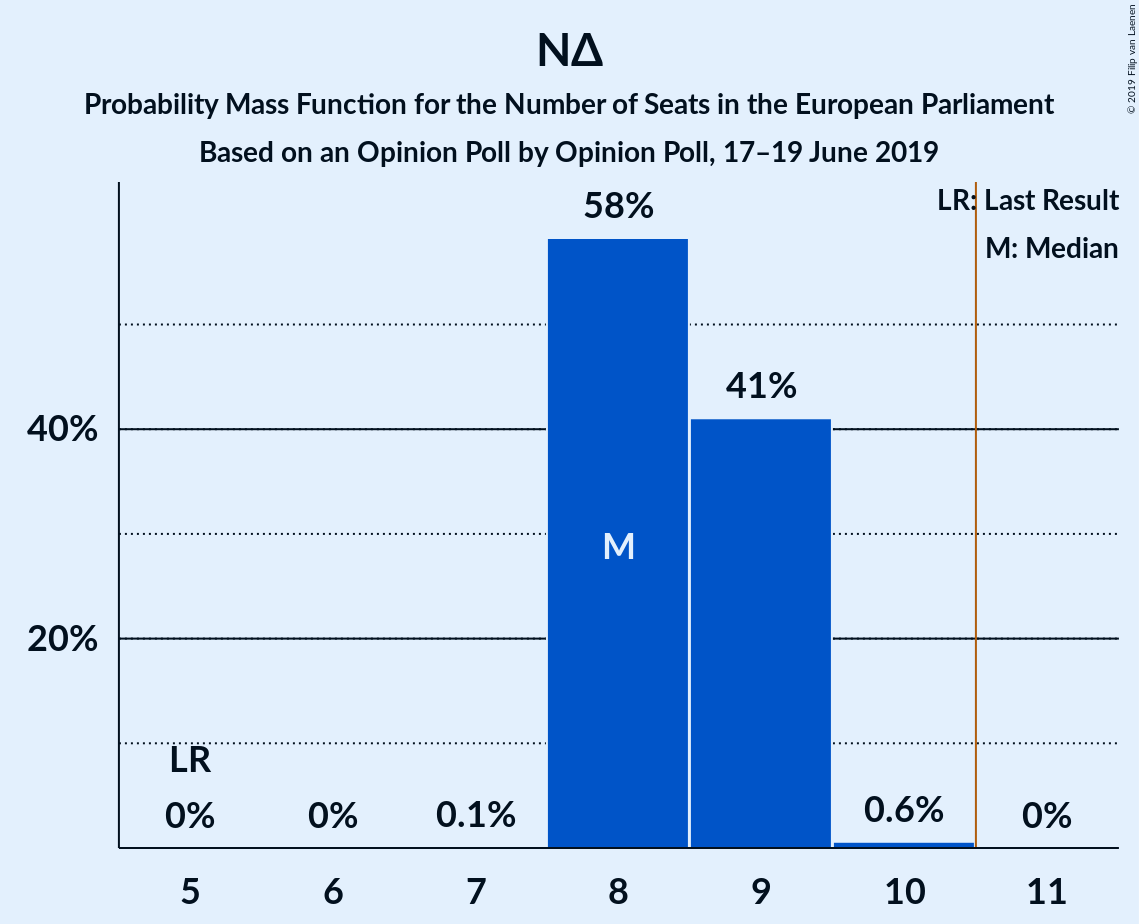 ΝΔ
Probability Mass Function for the Number of Seats in the European Parliament
Based on an Opinion Poll by Opinion Poll, 17–19 June 2019
© 2019 Filip van Laenen
LR: Last Result
M: Median
58%
41%
40%
M
20%
LR
0%
0%
0.1%
0.6%
0%
5
6
7
8
9
10
11